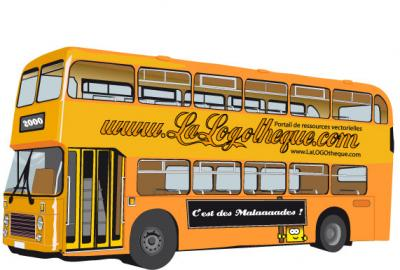 2000
www.LaLogotheque.com
Portail de ressources vectorielles
www.LaLOGOtheque.com
C'est des Malaaaades !